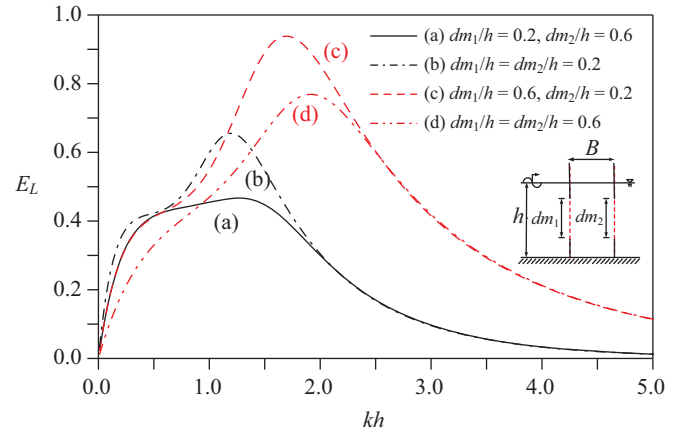 1.0
0.8
0.6
0.4
0.2
0.0
E_L
0.0
1.0
2.0
3.0
4.0
5.0
kh
(a) dm₁/h = 0.2, dm₂/h = 0.6
(b) dm₁/h = dm₂/h = 0.2
(c) dm₁/h = 0.6, dm₂/h = 0.2
(d) dm₁/h = dm₂/h = 0.6
(c)
(d)
(b)
(a)
B
h
dm₁
dm₂